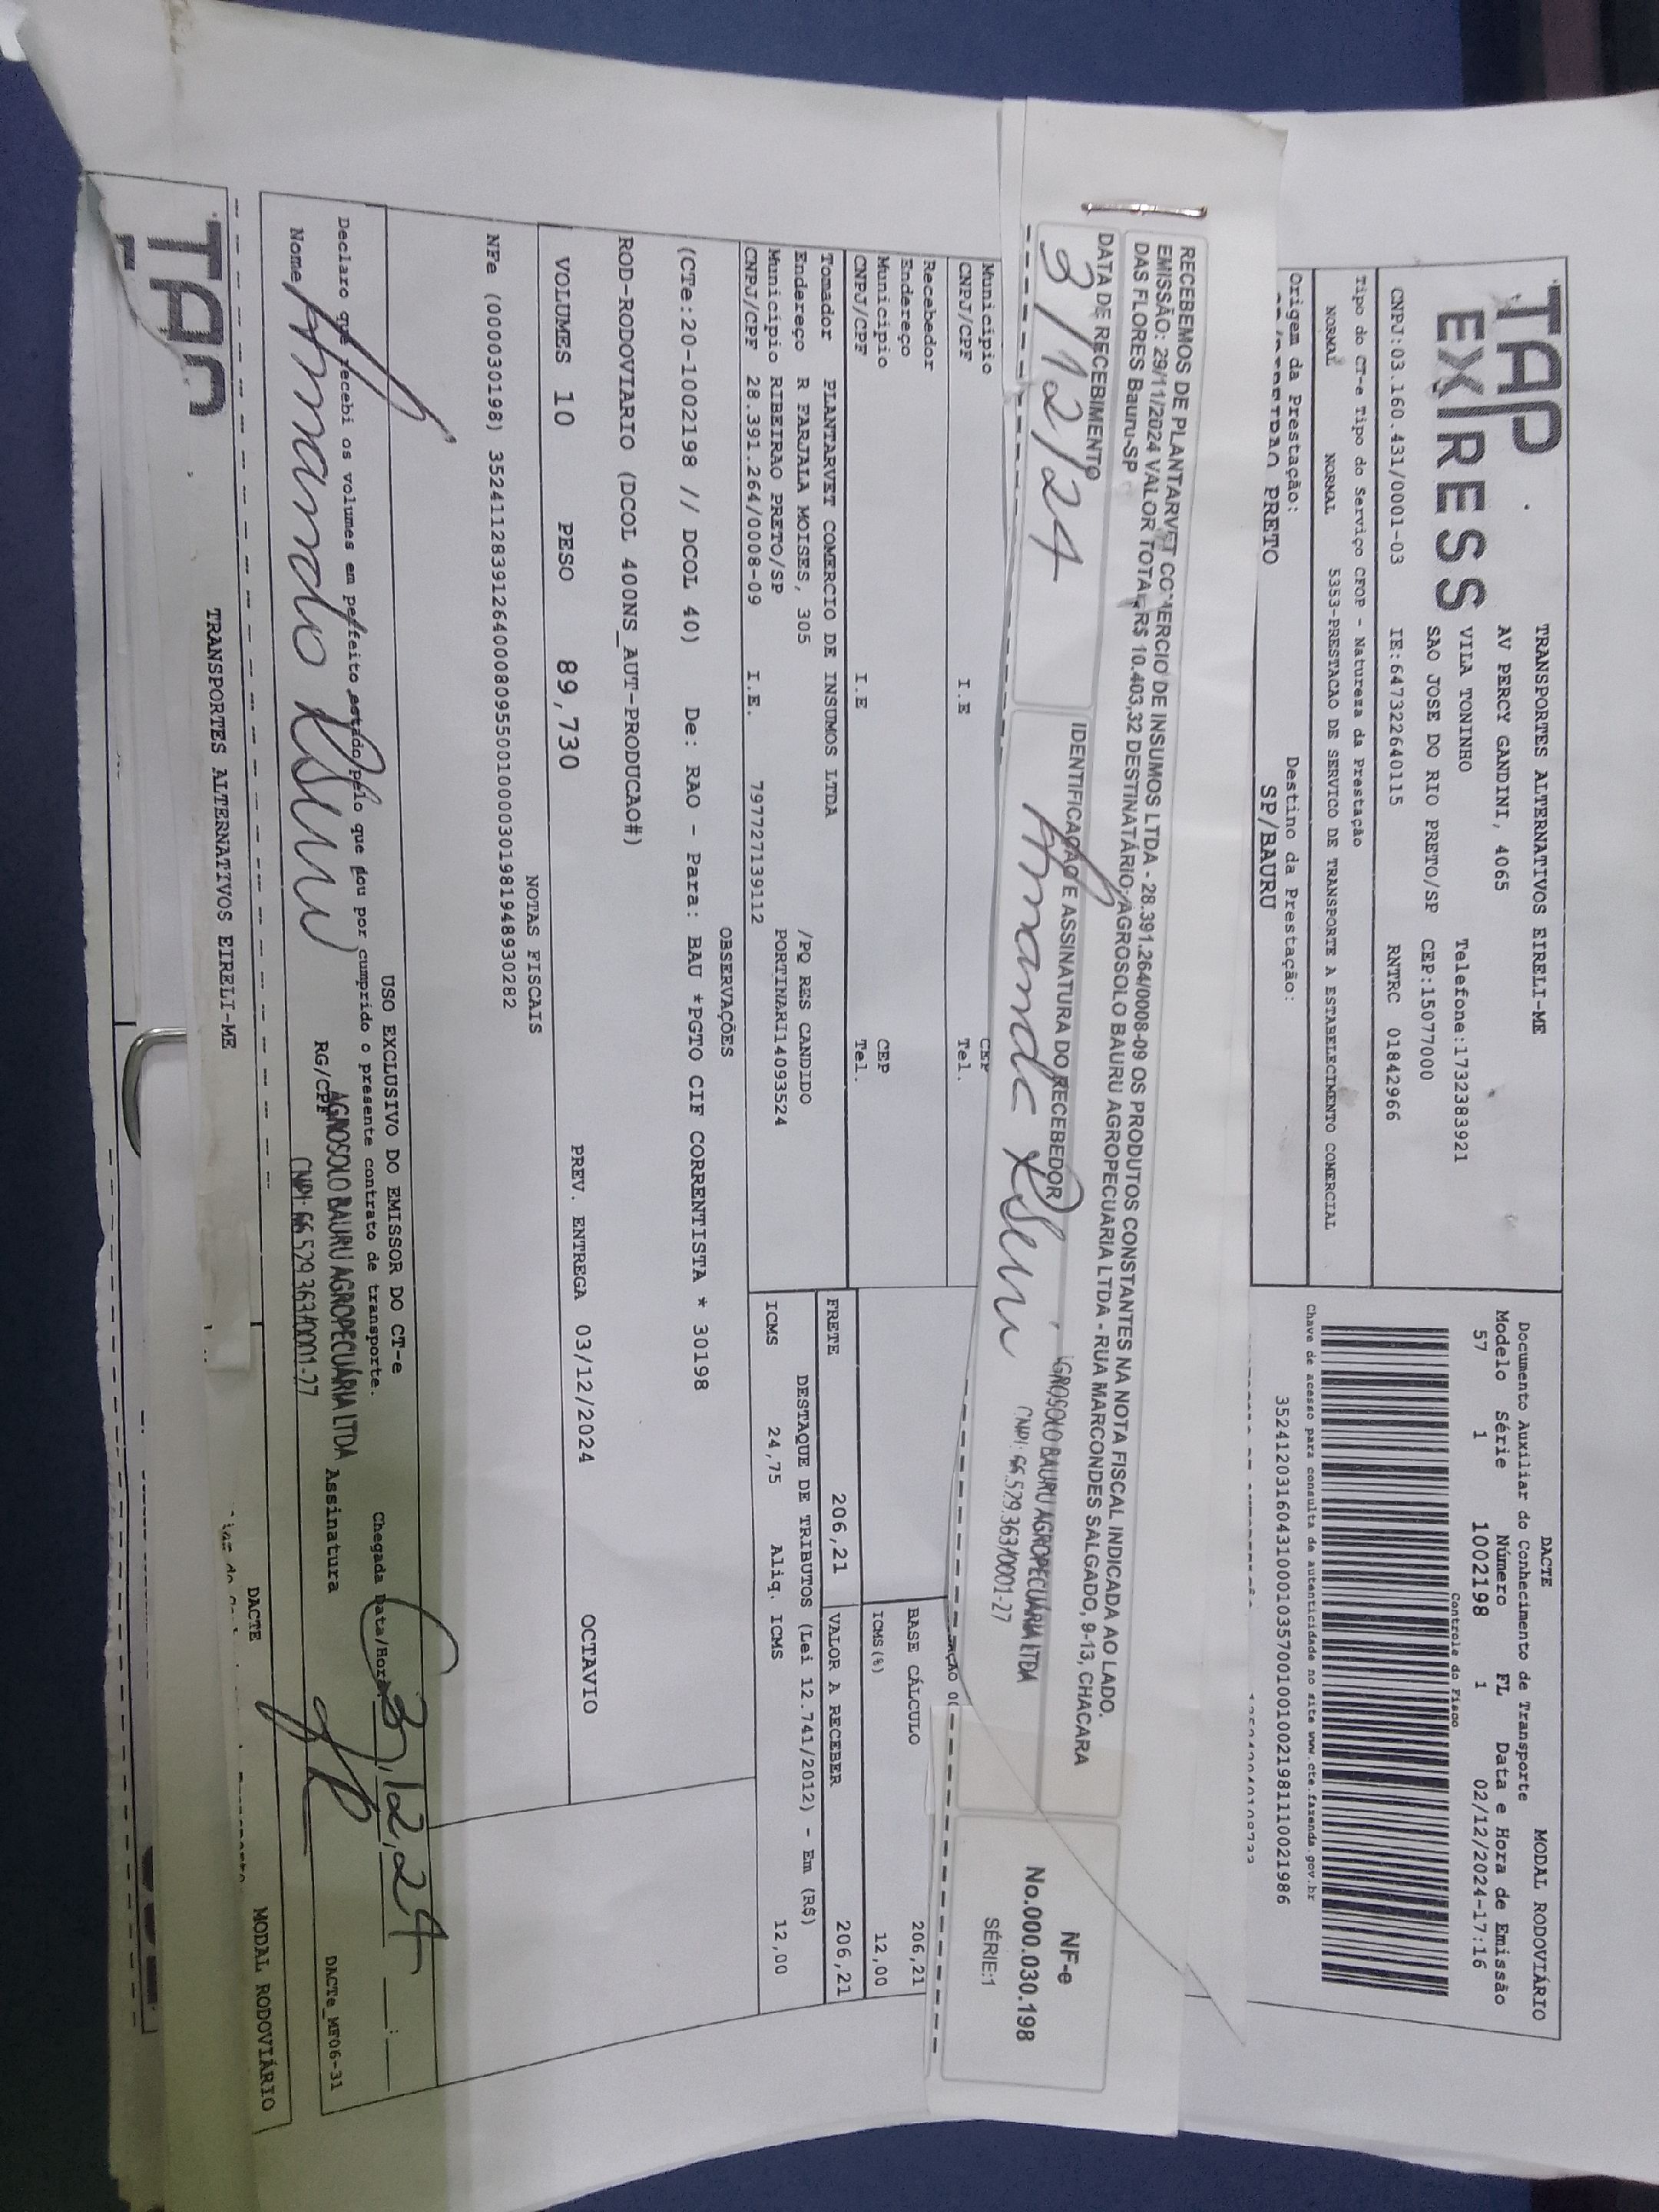 TAP
EXPRESS
TRANSPORTES ALTERNATIVOS EIRELI-ME
AV PERCY GANDINI, 4065
VILA TONINHO Telefone:1732383921
SAO JOSE DO RIO PRETO/SP CEP:15077000
CNPJ:03.160.431/0001-03 IE:647322640115 RNTRC 01842966
Tipo do CT-e Tipo do Serviço CFOP - Natureza da Prestação
NORMAL NORMAL 5353-PRESTACAO DE SERVICO DE TRANSPORTE A ESTABELECIMENTO COMERCIAL
Origem da Prestação: Destino da Prestação:
PRETO SP/BAURU
DACTE MODAL RODOVIÁRIO
Documento Auxiliar do Conhecimento de Transporte
Modelo Série Número FL Data e Hora de Emissão
57 1 1002198 1 02/12/2024-17:16
Controle do Fisco
Chave de acesso para consulta de autenticidade no site www.cte.fazenda.gov.br
35241203160431000103570010010021981110021986
RECEBEMOS DE PLANTARVET COMERCIO DE INSUMOS LTDA - 28.391.264/0008-09 OS PRODUTOS CONSTANTES NA NOTA FISCAL INDICADA AO LADO.
EMISSÃO: 29/11/2024 VALOR TOTAL: R$ 10.403,32 DESTINATÁRIO: AGROSOLO BAURU AGROPECUARIA LTDA - RUA MARCONDES SALGADO, 9-13, CHACARA
DAS FLORES Bauru-SP
DATA DE RECEBIMENTO IDENTIFICAÇÃO E ASSINATURA DO RECEBEDOR
3/12/24
AGROSOLO BAURU AGROPECUÁRIA LTDA
CNPJ: 66.529.363/0001-27
NF-e
No.000.030.198
SÉRIE:1
Municipio CEP
CNPJ/CPF I.E Tel.
Recebedor
Endereço
Municipio CEP
CNPJ/CPF I.E Tel.
BASE CÁLCULO 206,21
ICMS(%) 12,00
Tomador PLANTARVET COMERCIO DE INSUMOS LTDA
Endereço R FARJALA MOISES, 305 /PQ RES CANDIDO
Municipio RIBEIRAO PRETO/SP PORTINARI14093524
CNPJ/CPF 28.391.264/0008-09 I.E. 797727139112
FRETE 206,21 VALOR A RECEBER 206,21
DESTAQUE DE TRIBUTOS (Lei 12.741/2012) - Em (R$)
ICMS 24,75 Aliq. ICMS 12,00
OBSERVAÇÕES
(CTe:20-1002198 // DCOL 40) De: RAO - Para: BAU *PGTO CIF CORRENTISTA * 30198
ROD-RODOVIARIO (DCOL 400NS_AUT-PRODUCAO#)
VOLUMES 10 PESO 89,730 PREV. ENTREGA 03/12/2024 OCTAVIO
NOTAS FISCAIS
NFe (000030198) 35241128391264000809550010000301981948930282
USO EXCLUSIVO DO EMISSOR DO CT-e
Declaro que recebi os volumes em perfeito estado pelo que dou por cumprido o presente contrato de transporte.
Chegada Data/Hora 3/12/24
Nome RG/CPF Assinatura
AGROSOLO BAURU AGROPECUÁRIA LTDA
CNPJ: 66.529.363/0001-27
DACTe_MF06-31
TAP
TRANSPORTES ALTERNATIVOS EIRELI-ME
DACTE MODAL RODOVIÁRIO